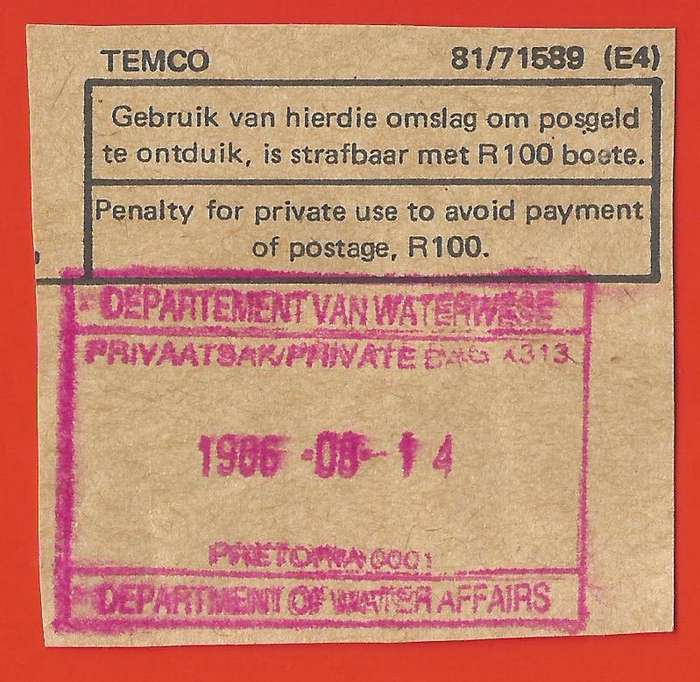 TEMCO 81/71589 (E4)
Gebruik van hierdie omslag om posgeld
te ontduik, is strafbaar met R100 boete.
Penalty for private use to avoid payment
of postage, R100.
DEPARTEMENT VAN WATERWESE
PRIVAATSAK/PRIVATE BAG X313
1986 -08- 14
PRETORIA 0001
DEPARTMENT OF WATER AFFAIRS